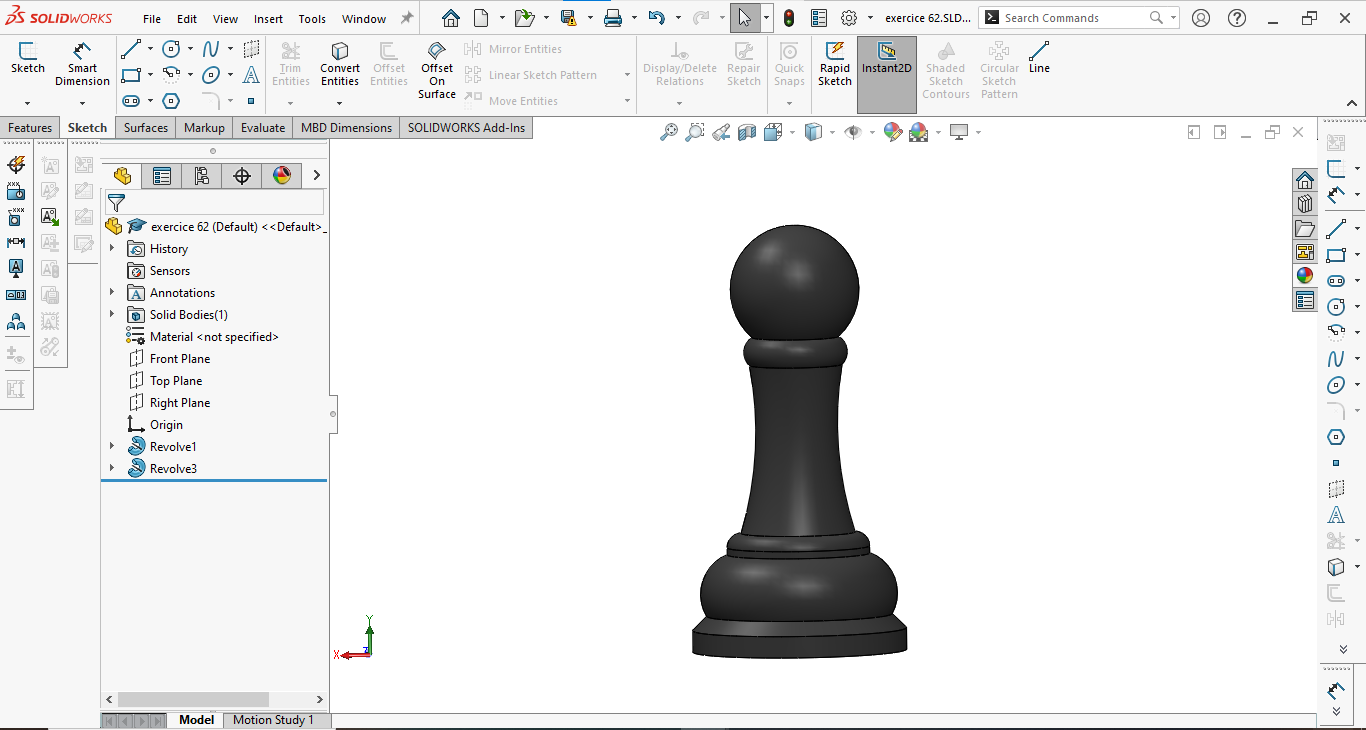 SOLIDWORKS File Edit View Insert Tools Window exercice 62.SLD... Search Commands
Sketch
Smart Dimension
Trim Entities
Convert Entities
Offset Entities
Offset On Surface
Mirror Entities
Linear Sketch Pattern
Move Entities
Display/Delete Relations
Repair Sketch
Quick Snaps
Rapid Sketch
Instant2D
Shaded Sketch Contours
Circular Sketch Pattern
Line
Features Sketch Surfaces Markup Evaluate MBD Dimensions SOLIDWORKS Add-Ins
exercice 62 (Default) <<Default>_
History
Sensors
Annotations
Solid Bodies(1)
Material <not specified>
Front Plane
Top Plane
Right Plane
Origin
Revolve1
Revolve3
Y
X
Z
Model Motion Study 1